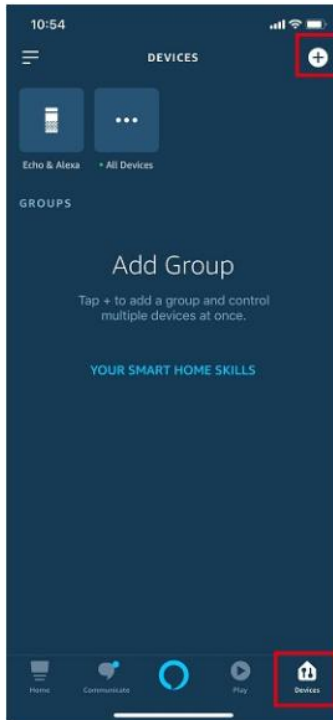 10:54
DEVICES
Echo & Alexa
All Devices
GROUPS
Add Group
Tap + to add a group and control
multiple devices at once.
YOUR SMART HOME SKILLS
Home
Communicate
Play
Devices